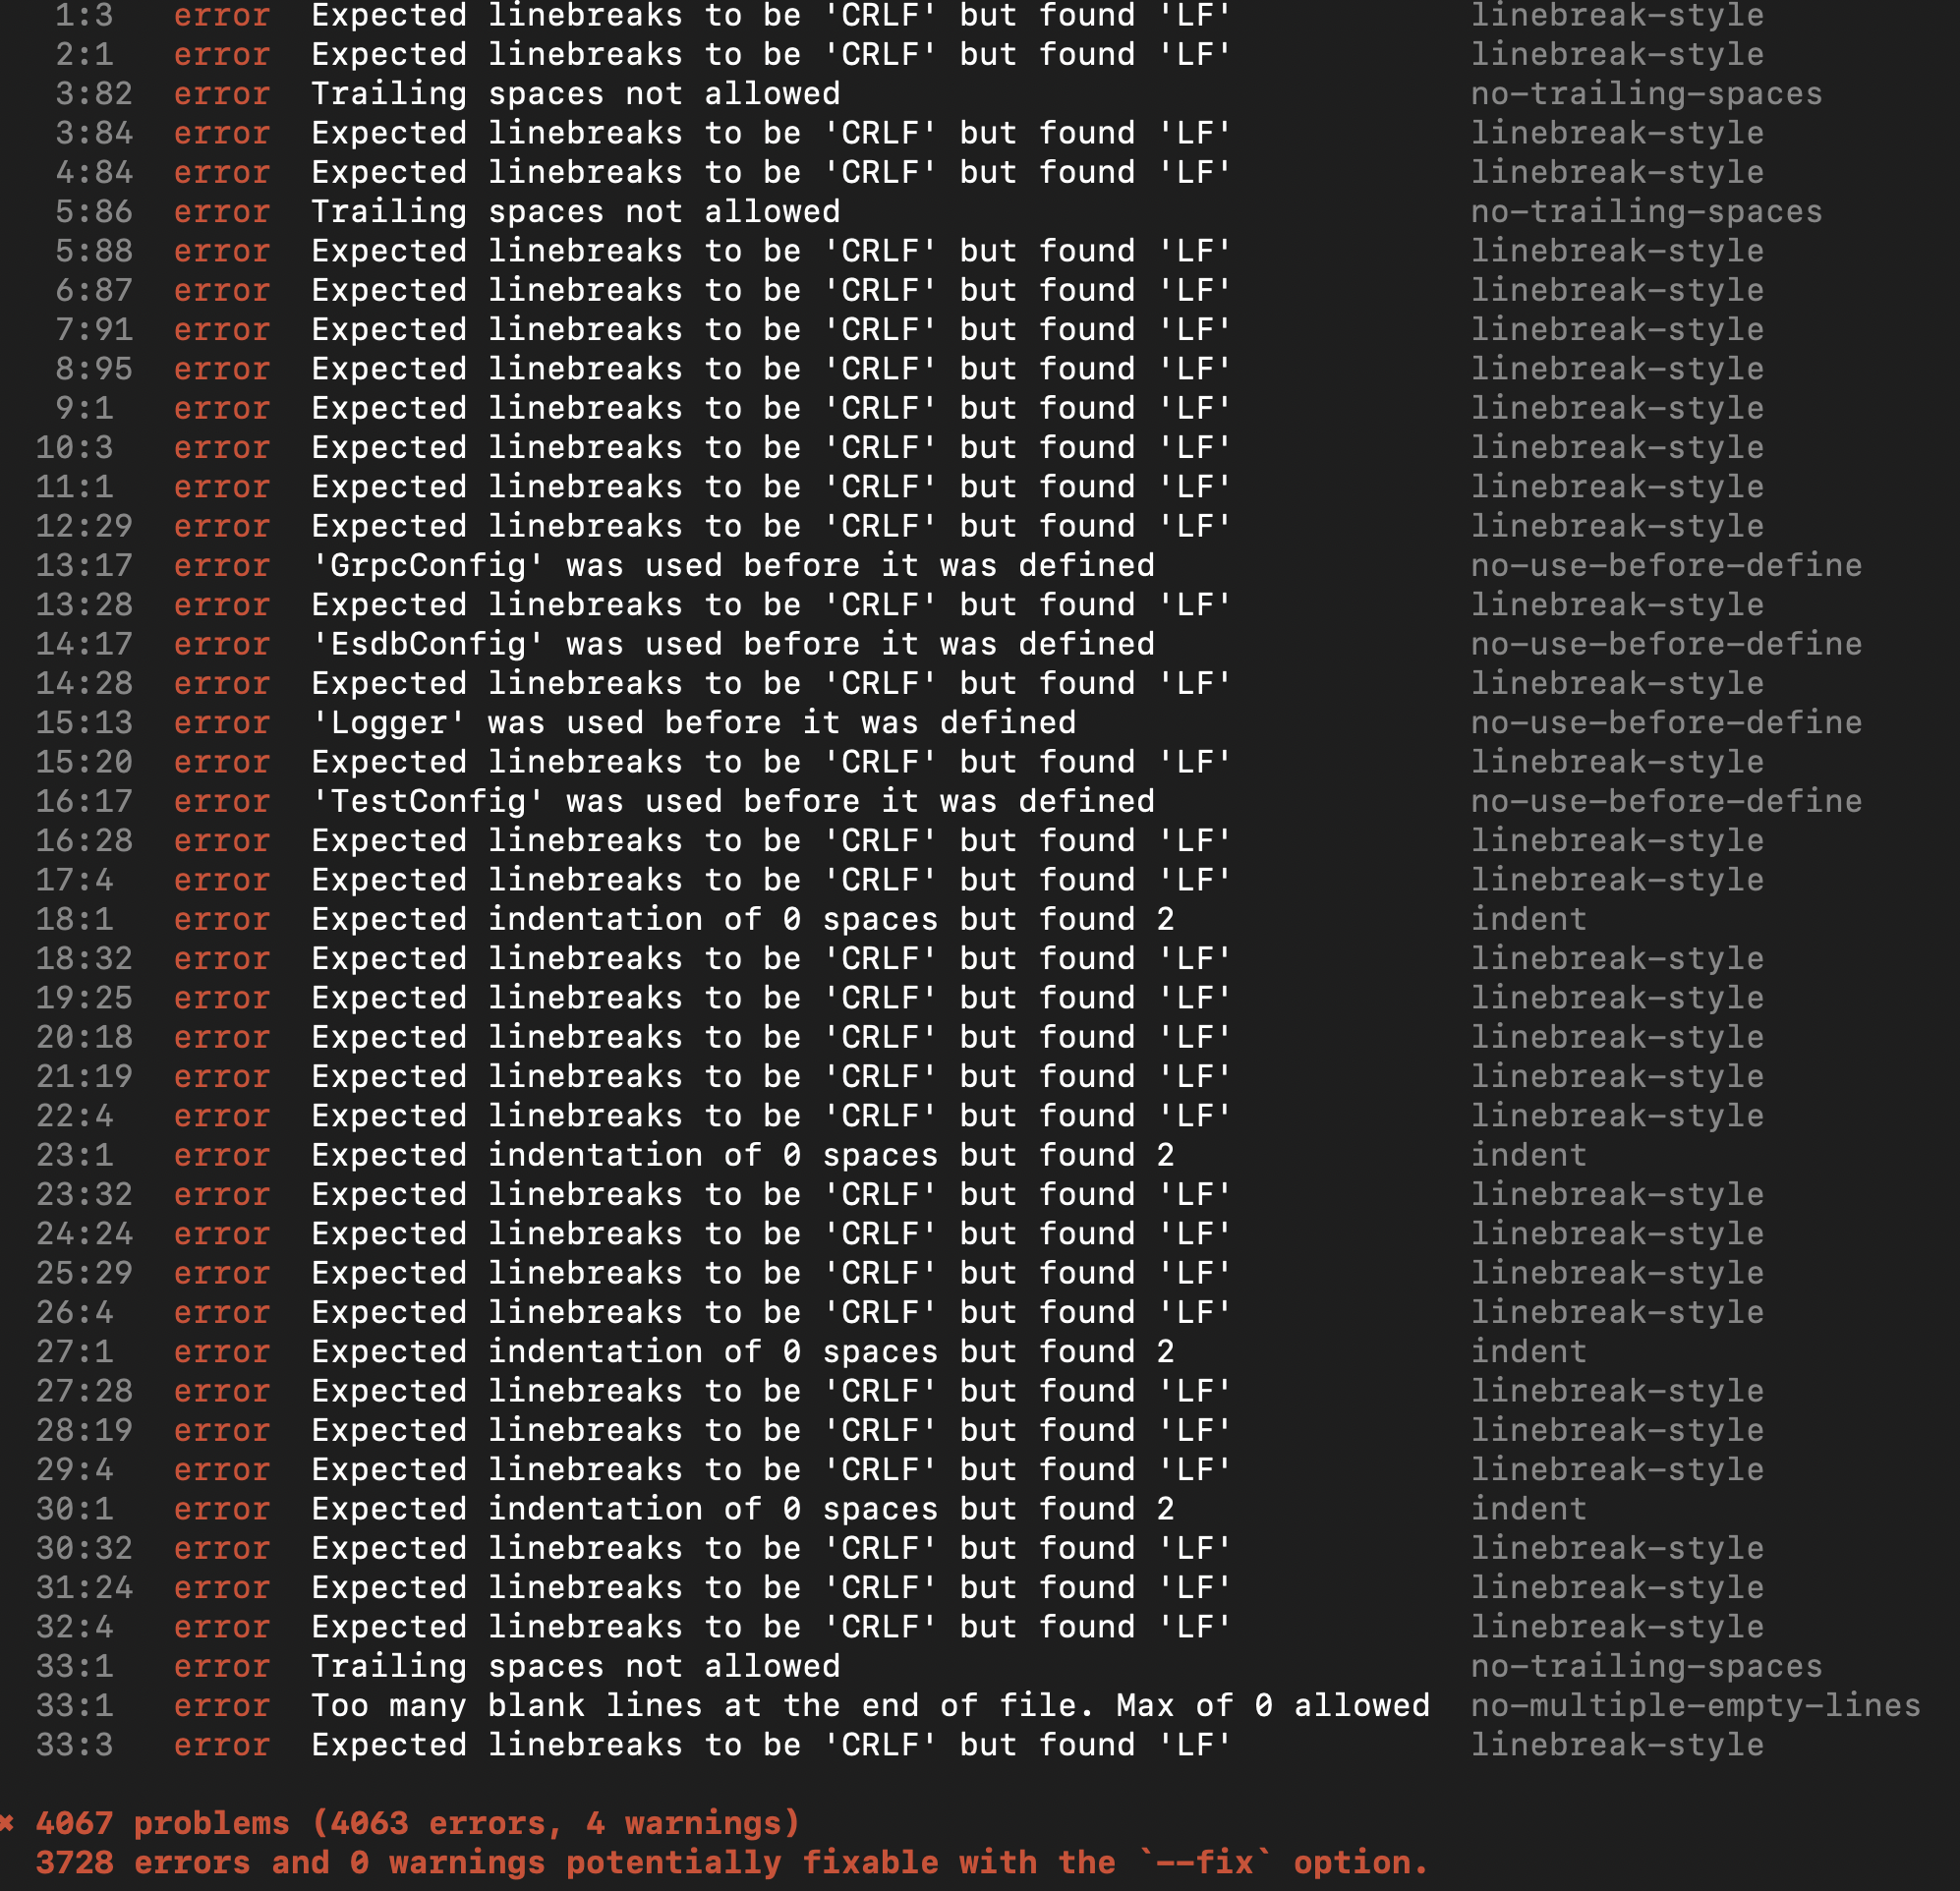 1:3 error Expected linebreaks to be 'CRLF' but found 'LF' linebreak-style
2:1 error Expected linebreaks to be 'CRLF' but found 'LF' linebreak-style
3:82 error Trailing spaces not allowed no-trailing-spaces
3:84 error Expected linebreaks to be 'CRLF' but found 'LF' linebreak-style
4:84 error Expected linebreaks to be 'CRLF' but found 'LF' linebreak-style
5:86 error Trailing spaces not allowed no-trailing-spaces
5:88 error Expected linebreaks to be 'CRLF' but found 'LF' linebreak-style
6:87 error Expected linebreaks to be 'CRLF' but found 'LF' linebreak-style
7:91 error Expected linebreaks to be 'CRLF' but found 'LF' linebreak-style
8:95 error Expected linebreaks to be 'CRLF' but found 'LF' linebreak-style
9:1 error Expected linebreaks to be 'CRLF' but found 'LF' linebreak-style
10:3 error Expected linebreaks to be 'CRLF' but found 'LF' linebreak-style
11:1 error Expected linebreaks to be 'CRLF' but found 'LF' linebreak-style
12:29 error Expected linebreaks to be 'CRLF' but found 'LF' linebreak-style
13:17 error 'GrpcConfig' was used before it was defined no-use-before-define
13:28 error Expected linebreaks to be 'CRLF' but found 'LF' linebreak-style
14:17 error 'EsdbConfig' was used before it was defined no-use-before-define
14:28 error Expected linebreaks to be 'CRLF' but found 'LF' linebreak-style
15:13 error 'Logger' was used before it was defined no-use-before-define
15:20 error Expected linebreaks to be 'CRLF' but found 'LF' linebreak-style
16:17 error 'TestConfig' was used before it was defined no-use-before-define
16:28 error Expected linebreaks to be 'CRLF' but found 'LF' linebreak-style
17:4 error Expected linebreaks to be 'CRLF' but found 'LF' linebreak-style
18:1 error Expected indentation of 0 spaces but found 2 indent
18:32 error Expected linebreaks to be 'CRLF' but found 'LF' linebreak-style
19:25 error Expected linebreaks to be 'CRLF' but found 'LF' linebreak-style
20:18 error Expected linebreaks to be 'CRLF' but found 'LF' linebreak-style
21:19 error Expected linebreaks to be 'CRLF' but found 'LF' linebreak-style
22:4 error Expected linebreaks to be 'CRLF' but found 'LF' linebreak-style
23:1 error Expected indentation of 0 spaces but found 2 indent
23:32 error Expected linebreaks to be 'CRLF' but found 'LF' linebreak-style
24:24 error Expected linebreaks to be 'CRLF' but found 'LF' linebreak-style
25:29 error Expected linebreaks to be 'CRLF' but found 'LF' linebreak-style
26:4 error Expected linebreaks to be 'CRLF' but found 'LF' linebreak-style
27:1 error Expected indentation of 0 spaces but found 2 indent
27:28 error Expected linebreaks to be 'CRLF' but found 'LF' linebreak-style
28:19 error Expected linebreaks to be 'CRLF' but found 'LF' linebreak-style
29:4 error Expected linebreaks to be 'CRLF' but found 'LF' linebreak-style
30:1 error Expected indentation of 0 spaces but found 2 indent
30:32 error Expected linebreaks to be 'CRLF' but found 'LF' linebreak-style
31:24 error Expected linebreaks to be 'CRLF' but found 'LF' linebreak-style
32:4 error Expected linebreaks to be 'CRLF' but found 'LF' linebreak-style
33:1 error Trailing spaces not allowed no-trailing-spaces
33:1 error Too many blank lines at the end of file. Max of 0 allowed no-multiple-empty-lines
33:3 error Expected linebreaks to be 'CRLF' but found 'LF' linebreak-style
✖ 4067 problems (4063 errors, 4 warnings)
3728 errors and 0 warnings potentially fixable with the `--fix` option.